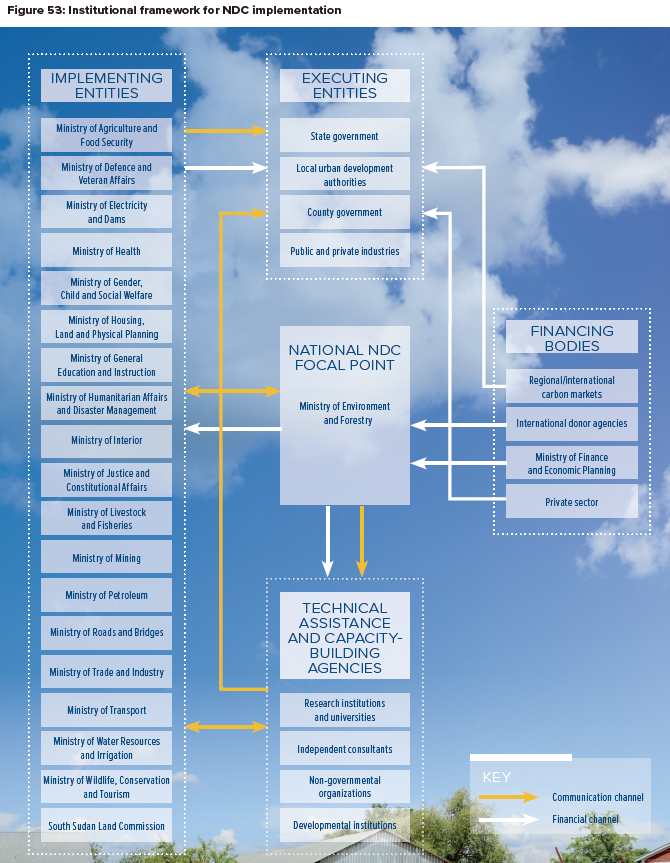 Figure 53: Institutional framework for NDC implementation
IMPLEMENTING
ENTITIES
Ministry of Agriculture and
Food Security
Ministry of Defence and
Veteran Affairs
Ministry of Electricity
and Dams
Ministry of Health
Ministry of Gender,
Child and Social Welfare
Ministry of Housing,
Land and Physical Planning
Ministry of General
Education and Instruction
Ministry of Humanitarian Affairs
and Disaster Management
Ministry of Interior
Ministry of Justice and
Constitutional Affairs
Ministry of Livestock
and Fisheries
Ministry of Mining
Ministry of Petroleum
Ministry of Roads and Bridges
Ministry of Trade and Industry
Ministry of Transport
Ministry of Water Resources
and Irrigation
Ministry of Wildlife, Conservation
and Tourism
South Sudan Land Commission
EXECUTING
ENTITIES
State government
Local urban development
authorities
County government
Public and private industries
NATIONAL NDC
FOCAL POINT
Ministry of Environment
and Forestry
TECHNICAL
ASSISTANCE
AND CAPACITY-
BUILDING
AGENCIES
Research institutions
and universities
Independent consultants
Non-governmental
organizations
Developmental institutions
FINANCING
BODIES
Regional/international
carbon markets
International donor agencies
Ministry of Finance
and Economic Planning
Private sector
KEY
Communication channel
Financial channel